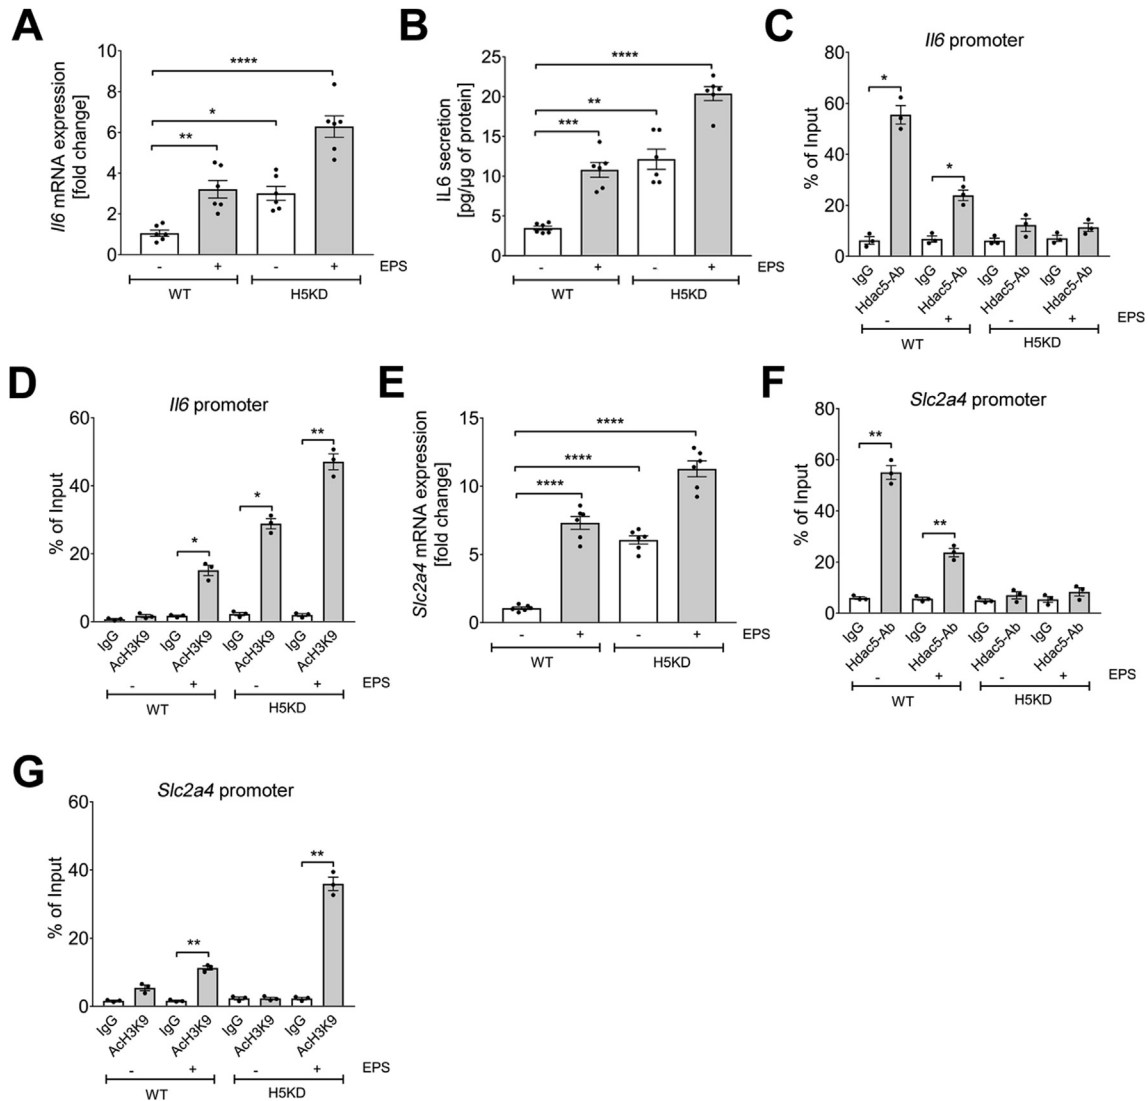 A
Il6 mRNA expression
[fold change]
10
8
6
4
2
0
****
*
**
- + - + EPS
WT H5KD
B
IL6 secretion
[pg/µg of protein]
25
20
15
10
5
0
****
**
***
- + - + EPS
WT H5KD
C
Il6 promoter
% of Input
80
60
40
20
0
*
*
IgG Hdac5-Ab IgG Hdac5-Ab IgG Hdac5-Ab IgG Hdac5-Ab
- + - + EPS
WT H5KD
D
Il6 promoter
% of Input
60
40
20
0
**
*
*
IgG AcH3K9 IgG AcH3K9 IgG AcH3K9 IgG AcH3K9
- + - + EPS
WT H5KD
E
Slc2a4 mRNA expression
[fold change]
15
10
5
0
****
****
****
- + - + EPS
WT H5KD
F
Slc2a4 promoter
% of Input
80
60
40
20
0
**
**
IgG Hdac5-Ab IgG Hdac5-Ab IgG Hdac5-Ab IgG Hdac5-Ab
- + - + EPS
WT H5KD
G
Slc2a4 promoter
% of Input
60
40
20
0
**
**
IgG AcH3K9 IgG AcH3K9 IgG AcH3K9 IgG AcH3K9
- + - + EPS
WT H5KD